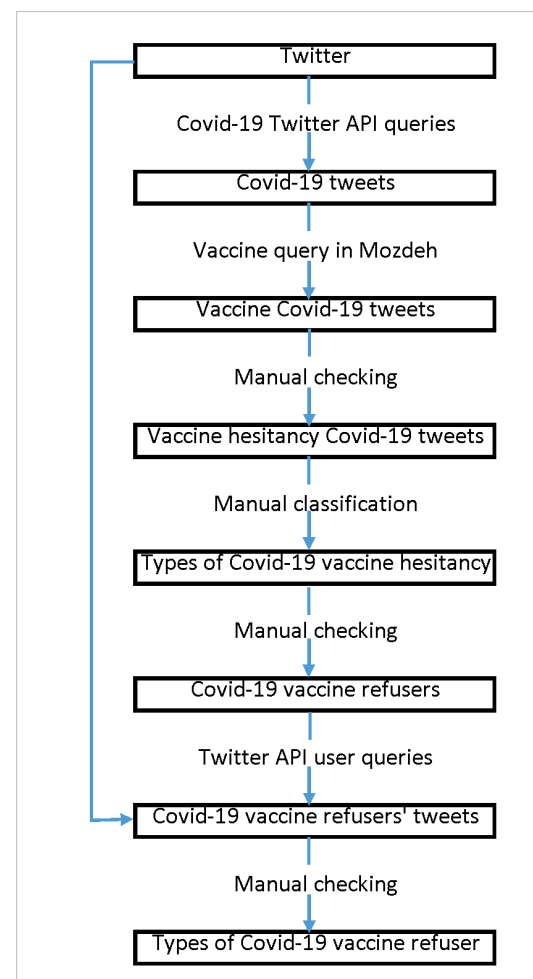 Twitter
Covid-19 Twitter API queries
Covid-19 tweets
Vaccine query in Mozdeh
Vaccine Covid-19 tweets
Manual checking
Vaccine hesitancy Covid-19 tweets
Manual classification
Types of Covid-19 vaccine hesitancy
Manual checking
Covid-19 vaccine refusers
Twitter API user queries
Covid-19 vaccine refusers' tweets
Manual checking
Types of Covid-19 vaccine refuser